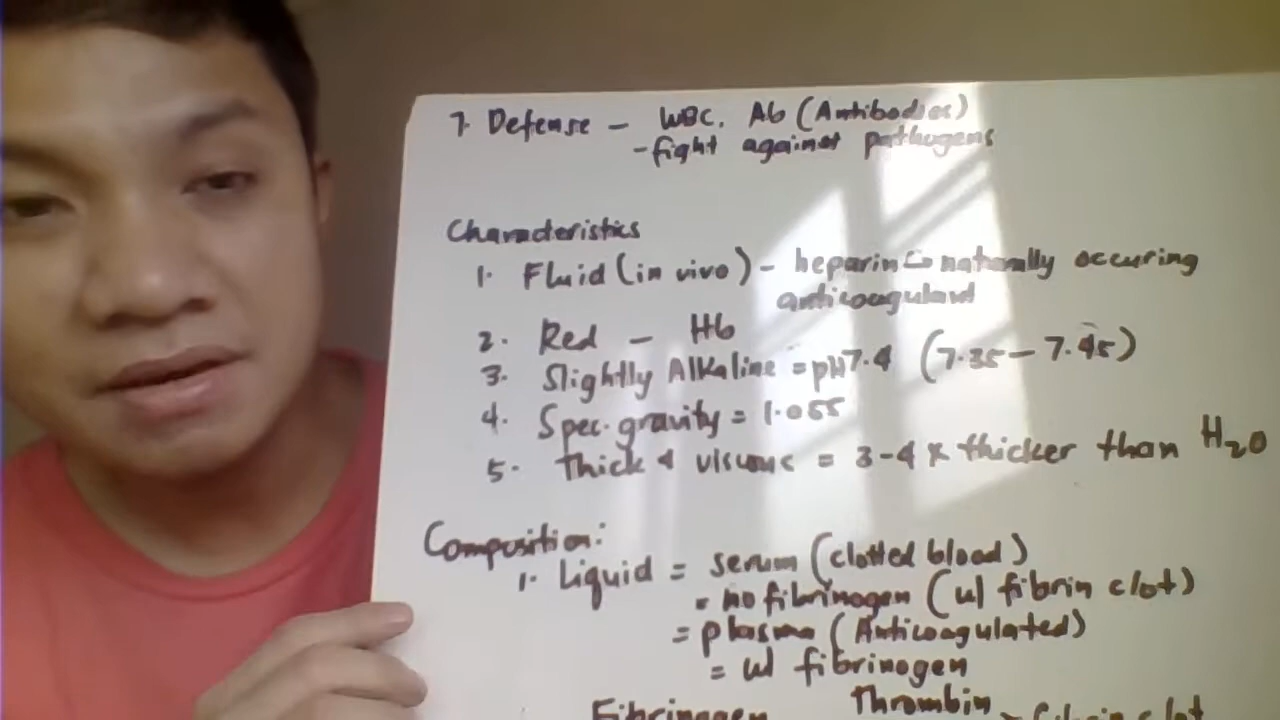 7. Defense - WBC, Ab (Antibodies)
- fight against pathogens
Characteristics
1. Fluid (in vivo) - heparin = naturally occuring
anticoagulant
2. Red - Hb
3. Slightly Alkaline = pH 7.4 (7.35 - 7.45)
4. Spec. gravity = 1.055
5. Thick & viscous = 3-4 x thicker than H2O
Composition:
1. Liquid = serum (clotted blood)
= no fibrinogen (w/ fibrin clot)
= plasma (Anticoagulated)
= w/ fibrinogen
Thrombin
Fibrinogen → fibrin clot